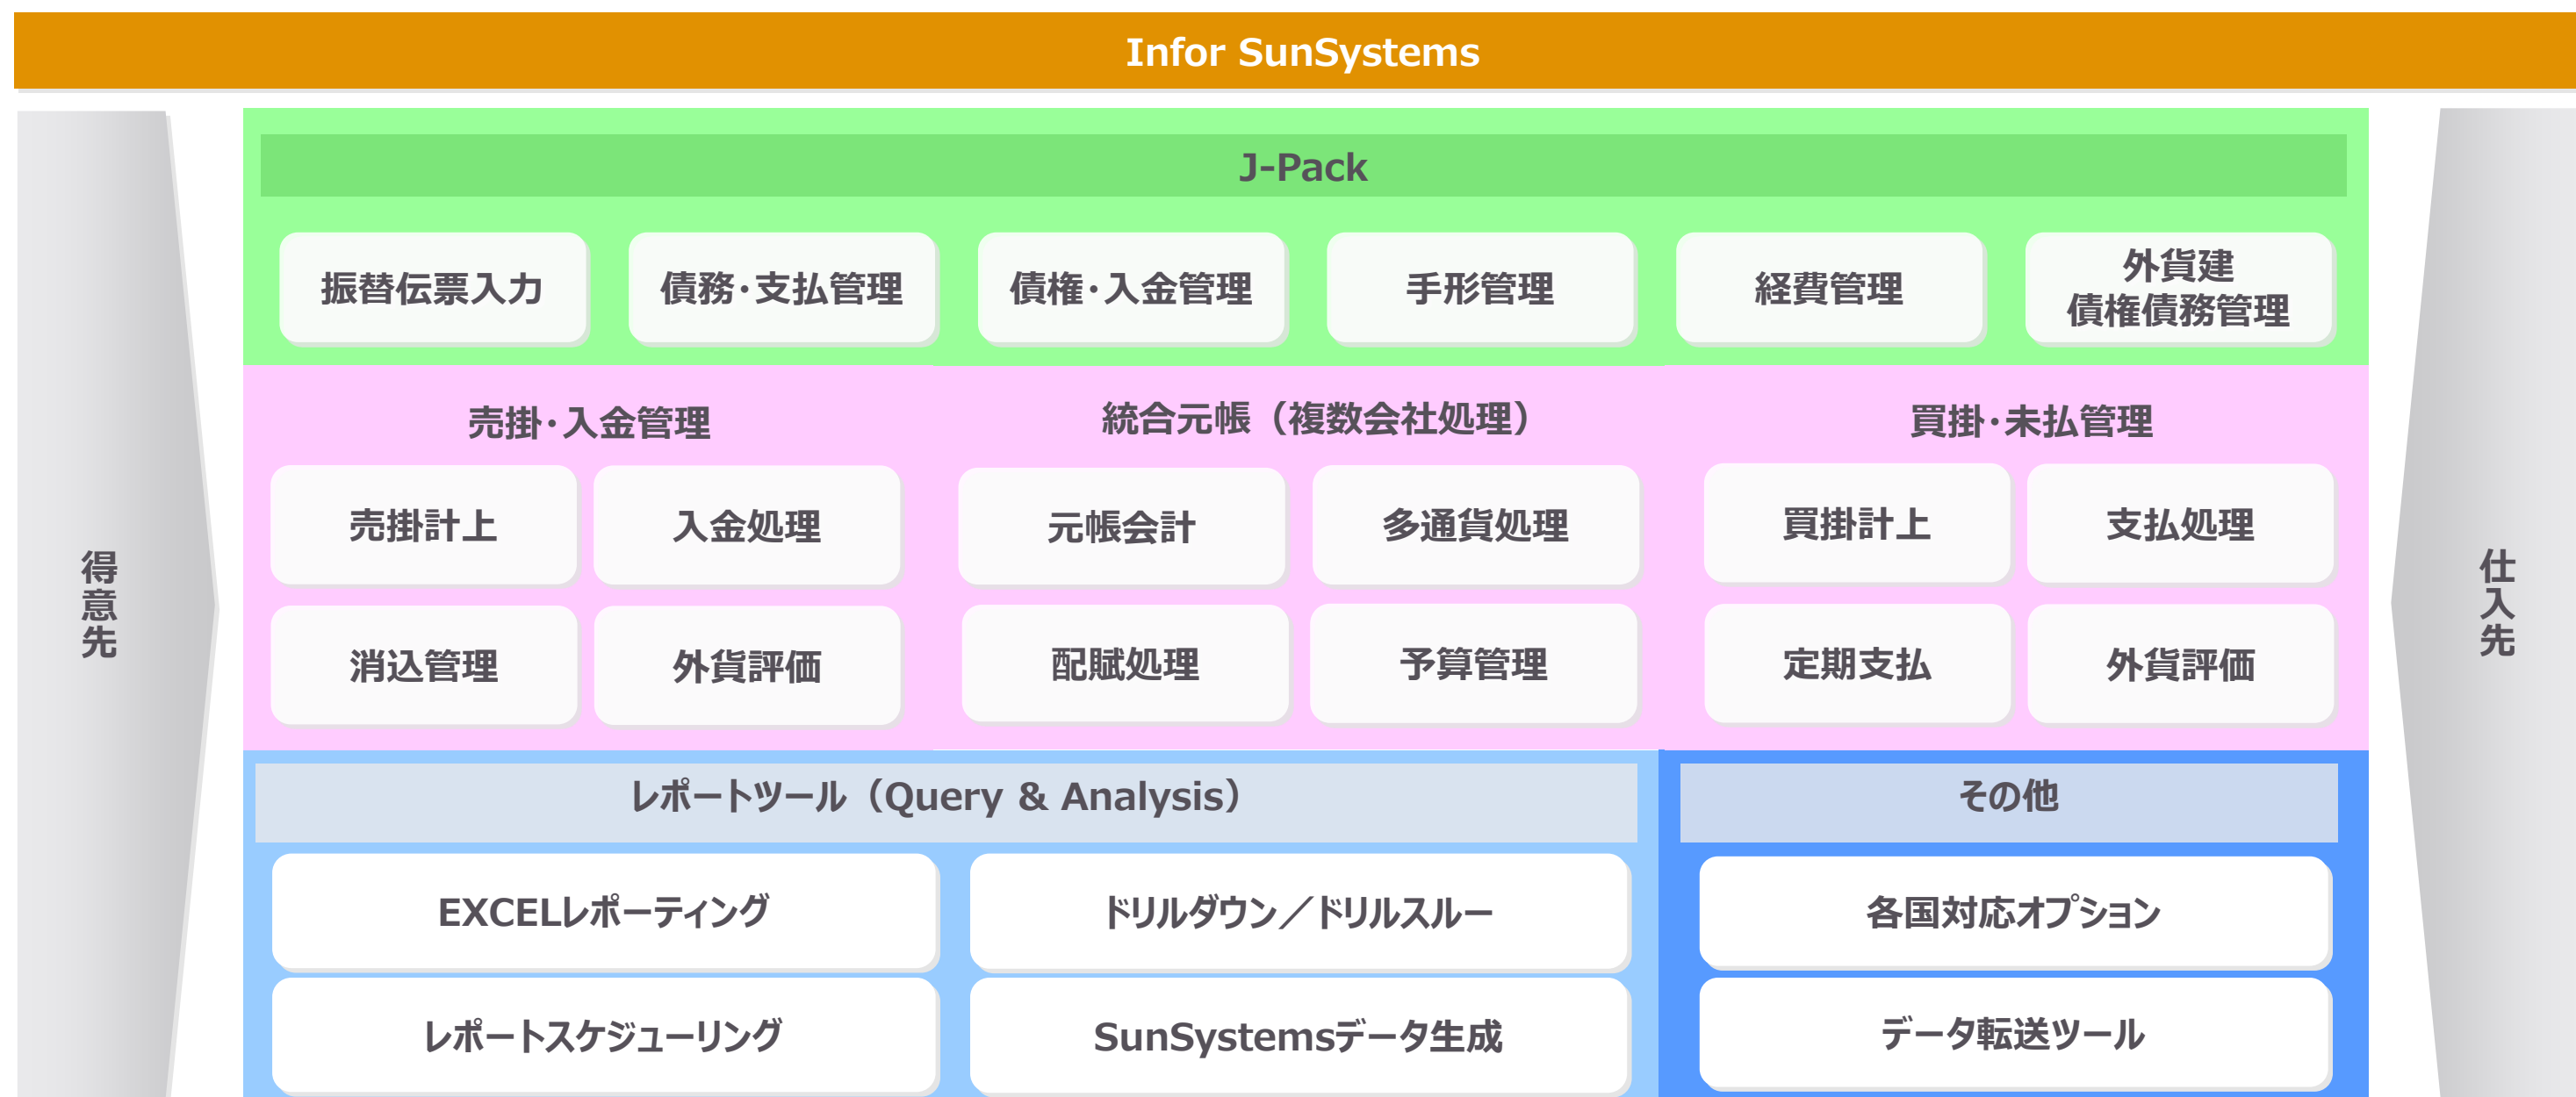 Infor SunSystems
J-Pack
振替伝票入力
債務・支払管理
債権・入金管理
手形管理
経費管理
外貨建
債権債務管理
売掛・入金管理
統合元帳（複数会社処理）
買掛・未払管理
売掛計上
入金処理
元帳会計
多通貨処理
買掛計上
支払処理
消込管理
外貨評価
配賦処理
予算管理
定期支払
外貨評価
得意先
仕入先
レポートツール（Query & Analysis）
その他
EXCELレポーティング
ドリルダウン／ドリルスルー
各国対応オプション
レポートスケジューリング
SunSystemsデータ生成
データ転送ツール